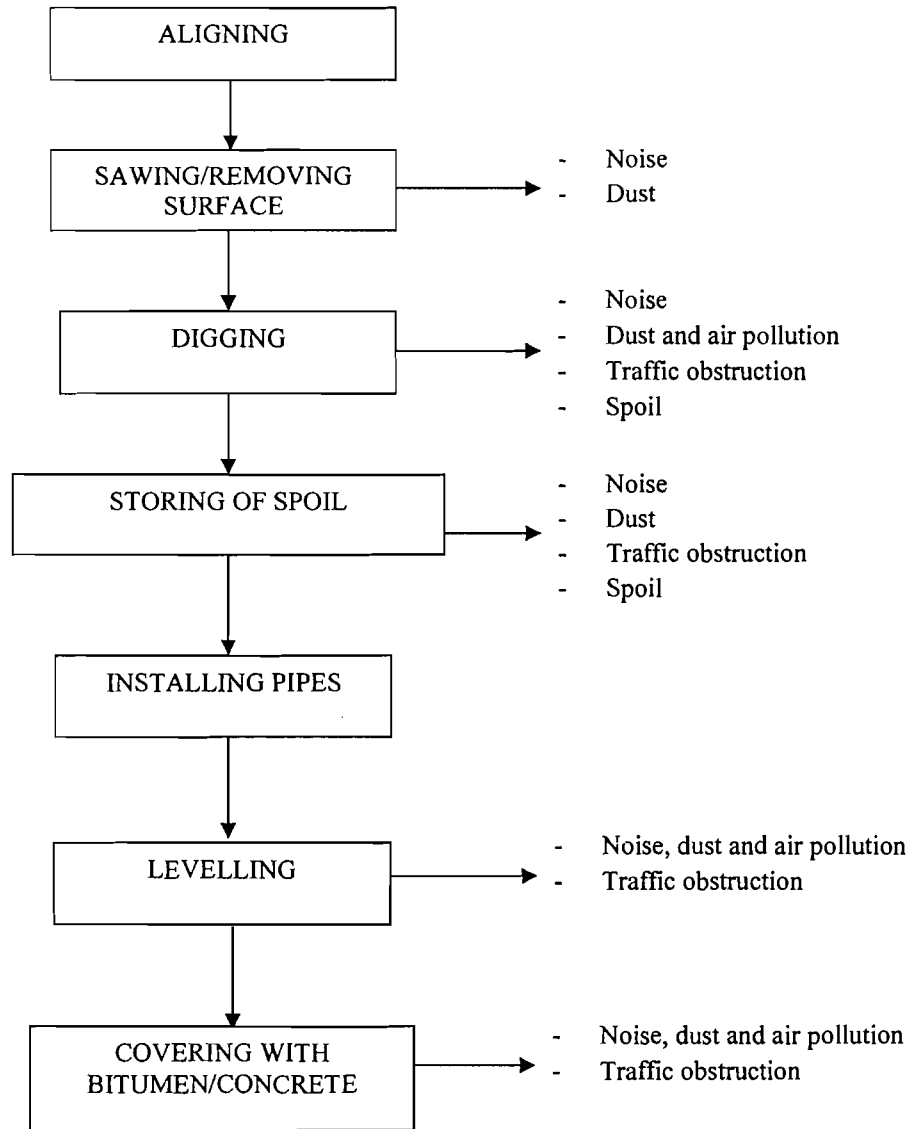 ALIGNING
SAWING/REMOVING
SURFACE
- Noise
- Dust
DIGGING
- Noise
- Dust and air pollution
- Traffic obstruction
- Spoil
STORING OF SPOIL
- Noise
- Dust
- Traffic obstruction
- Spoil
INSTALLING PIPES
LEVELLING
- Noise, dust and air pollution
- Traffic obstruction
COVERING WITH
BITUMEN/CONCRETE
- Noise, dust and air pollution
- Traffic obstruction